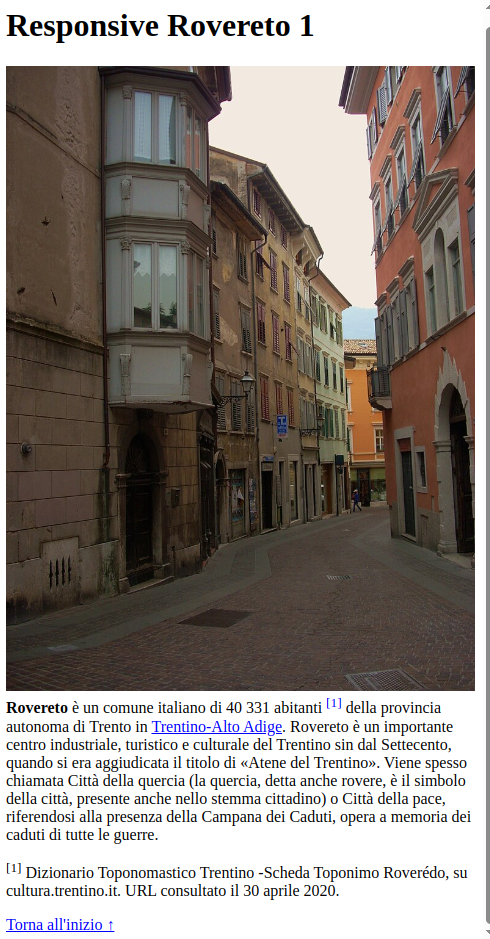 Responsive Rovereto 1
Rovereto è un comune italiano di 40 331 abitanti [1] della provincia
autonoma di Trento in Trentino-Alto Adige. Rovereto è un importante
centro industriale, turistico e culturale del Trentino sin dal Settecento,
quando si era aggiudicata il titolo di «Atene del Trentino». Viene spesso
chiamata Città della quercia (la quercia, detta anche rovere, è il simbolo
della città, presente anche nello stemma cittadino) o Città della pace,
riferendosi alla presenza della Campana dei Caduti, opera a memoria dei
caduti di tutte le guerre.
[1] Dizionario Toponomastico Trentino -Scheda Toponimo Roverédo, su
cultura.trentino.it. URL consultato il 30 aprile 2020.
Torna all'inizio ↑